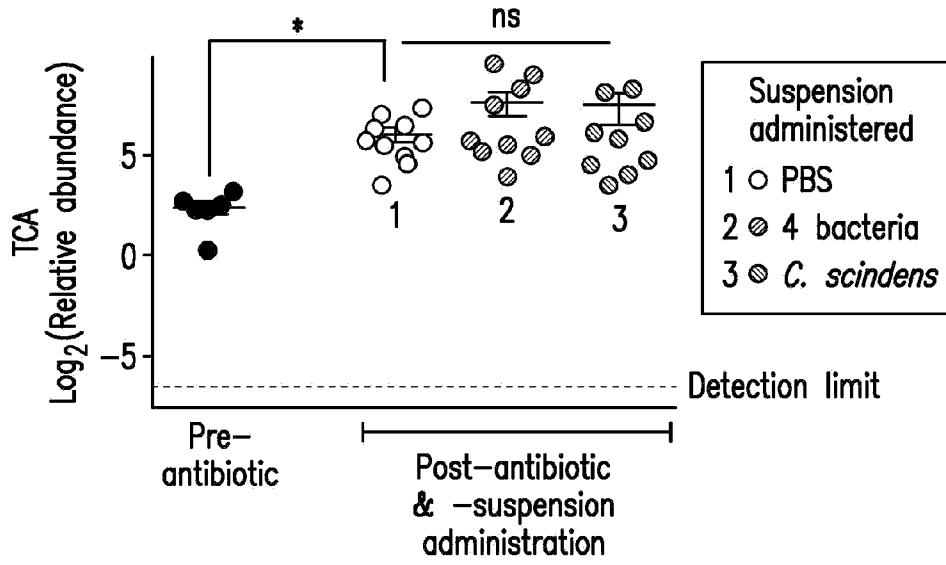 *
ns
TCA
Log₂(Relative abundance)
5
0
−5
1
2
3
Detection limit
Pre−
antibiotic
Post−antibiotic
& −suspension
administration
Suspension
administered
1 PBS
2 4 bacteria
3 C. scindens